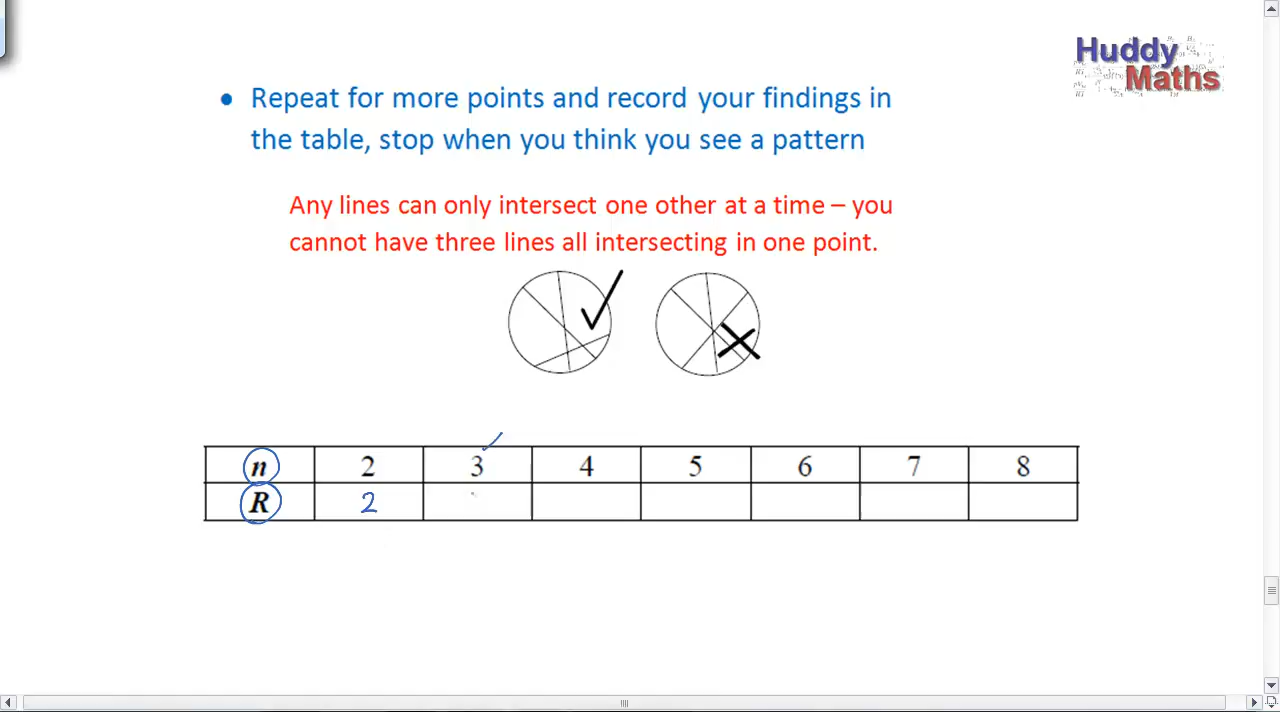 Huddy
Maths
• Repeat for more points and record your findings in
the table, stop when you think you see a pattern
Any lines can only intersect one other at a time – you
cannot have three lines all intersecting in one point.
n 2 3 4 5 6 7 8
R 2